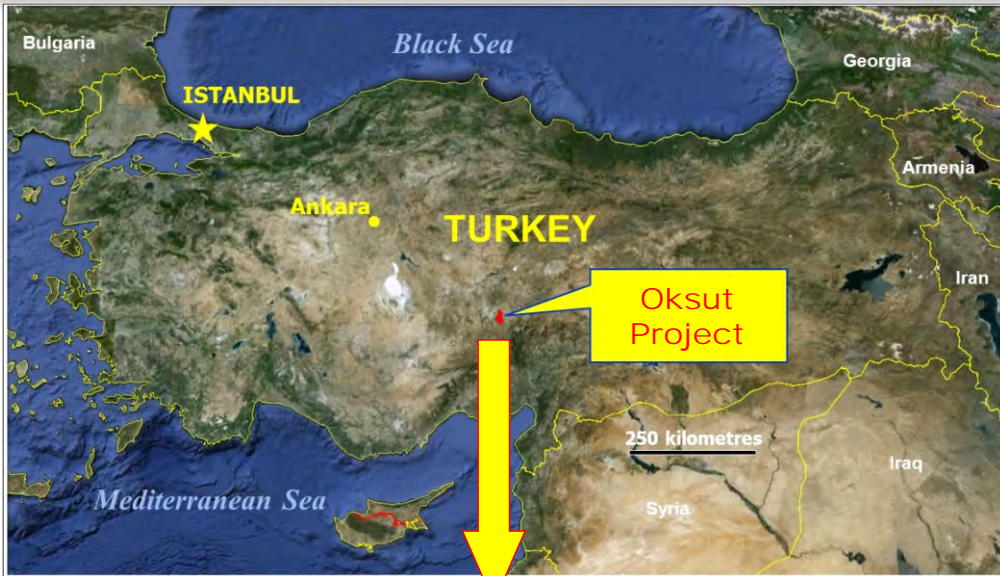 Bulgaria
Black Sea
Georgia
ISTANBUL
Armenia
Ankara
TURKEY
Iran
Oksut
Project
250 kilometres
Iraq
Mediterranean Sea
Syria